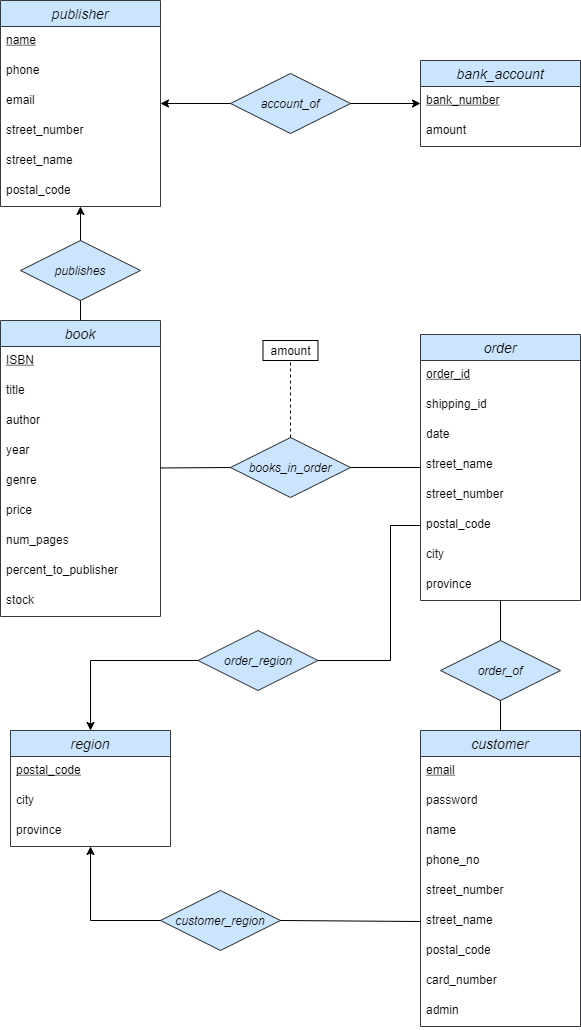 publisher
name
phone
email
street_number
street_name
postal_code
account_of
bank_account
bank_number
amount
publishes
book
ISBN
title
author
year
genre
price
num_pages
percent_to_publisher
stock
amount
books_in_order
order
order_id
shipping_id
date
street_name
street_number
postal_code
city
province
order_region
order_of
region
postal_code
city
province
customer_region
customer
email
password
name
phone_no
street_number
street_name
postal_code
card_number
admin